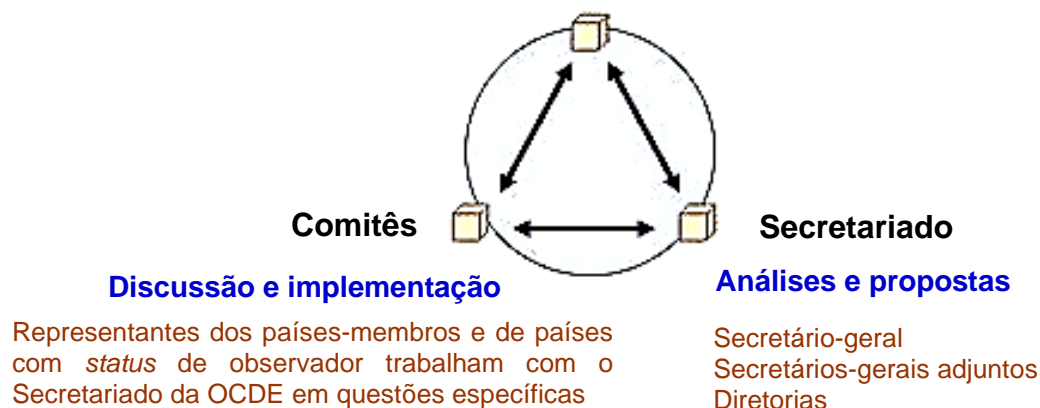 Comitês
Secretariado
Discussão e implementação
Análises e propostas
Representantes dos países-membros e de países
com status de observador trabalham com o
Secretariado da OCDE em questões específicas
Secretário-geral
Secretários-gerais adjuntos
Diretorias